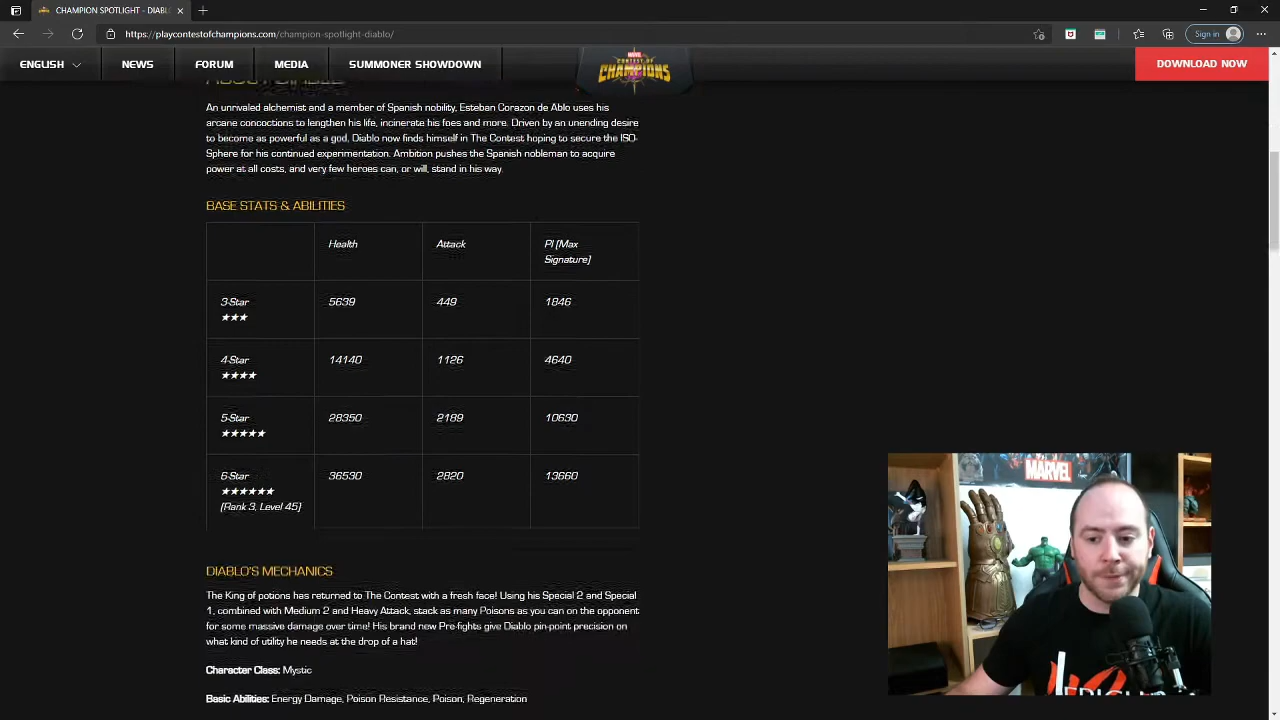 CHAMPION SPOTLIGHT - DIABL
https://playcontestofchampions.com/champion-spotlight-diablo/
Sign in
ENGLISH NEWS FORUM MEDIA SUMMONER SHOWDOWN
MARVEL
CONTEST OF
CHAMPIONS
DOWNLOAD NOW
An unrivaled alchemist and a member of Spanish nobility, Esteban Corazon de Ablo uses his
arcane concoctions to lengthen his life, incinerate his foes and more. Driven by an unending desire
to become as powerful as a god, Diablo now finds himself in The Contest hoping to secure the ISO-
Sphere for his continued experimentation. Ambition pushes the Spanish nobleman to acquire
power at all costs, and very few heroes can, or will, stand in his way.
BASE STATS & ABILITIES
Health Attack PI (Max
Signature)
3-Star 5639 449 1846
★★★
4-Star 14140 1126 4640
★★★★
5-Star 28350 2189 10630
★★★★★
6-Star 36530 2820 13660
★★★★★★
(Rank 3, Level 45)
DIABLO'S MECHANICS
The King of potions has returned to The Contest with a fresh face! Using his Special 2 and Special
1, combined with Medium 2 and Heavy Attack, stack as many Poisons as you can on the opponent
for some massive damage over time! His brand new Pre-fights give Diablo pin-point precision on
what kind of utility he needs at the drop of a hat!
Character Class: Mystic
Basic Abilities: Energy Damage, Poison Resistance, Poison, Regeneration
MARVEL